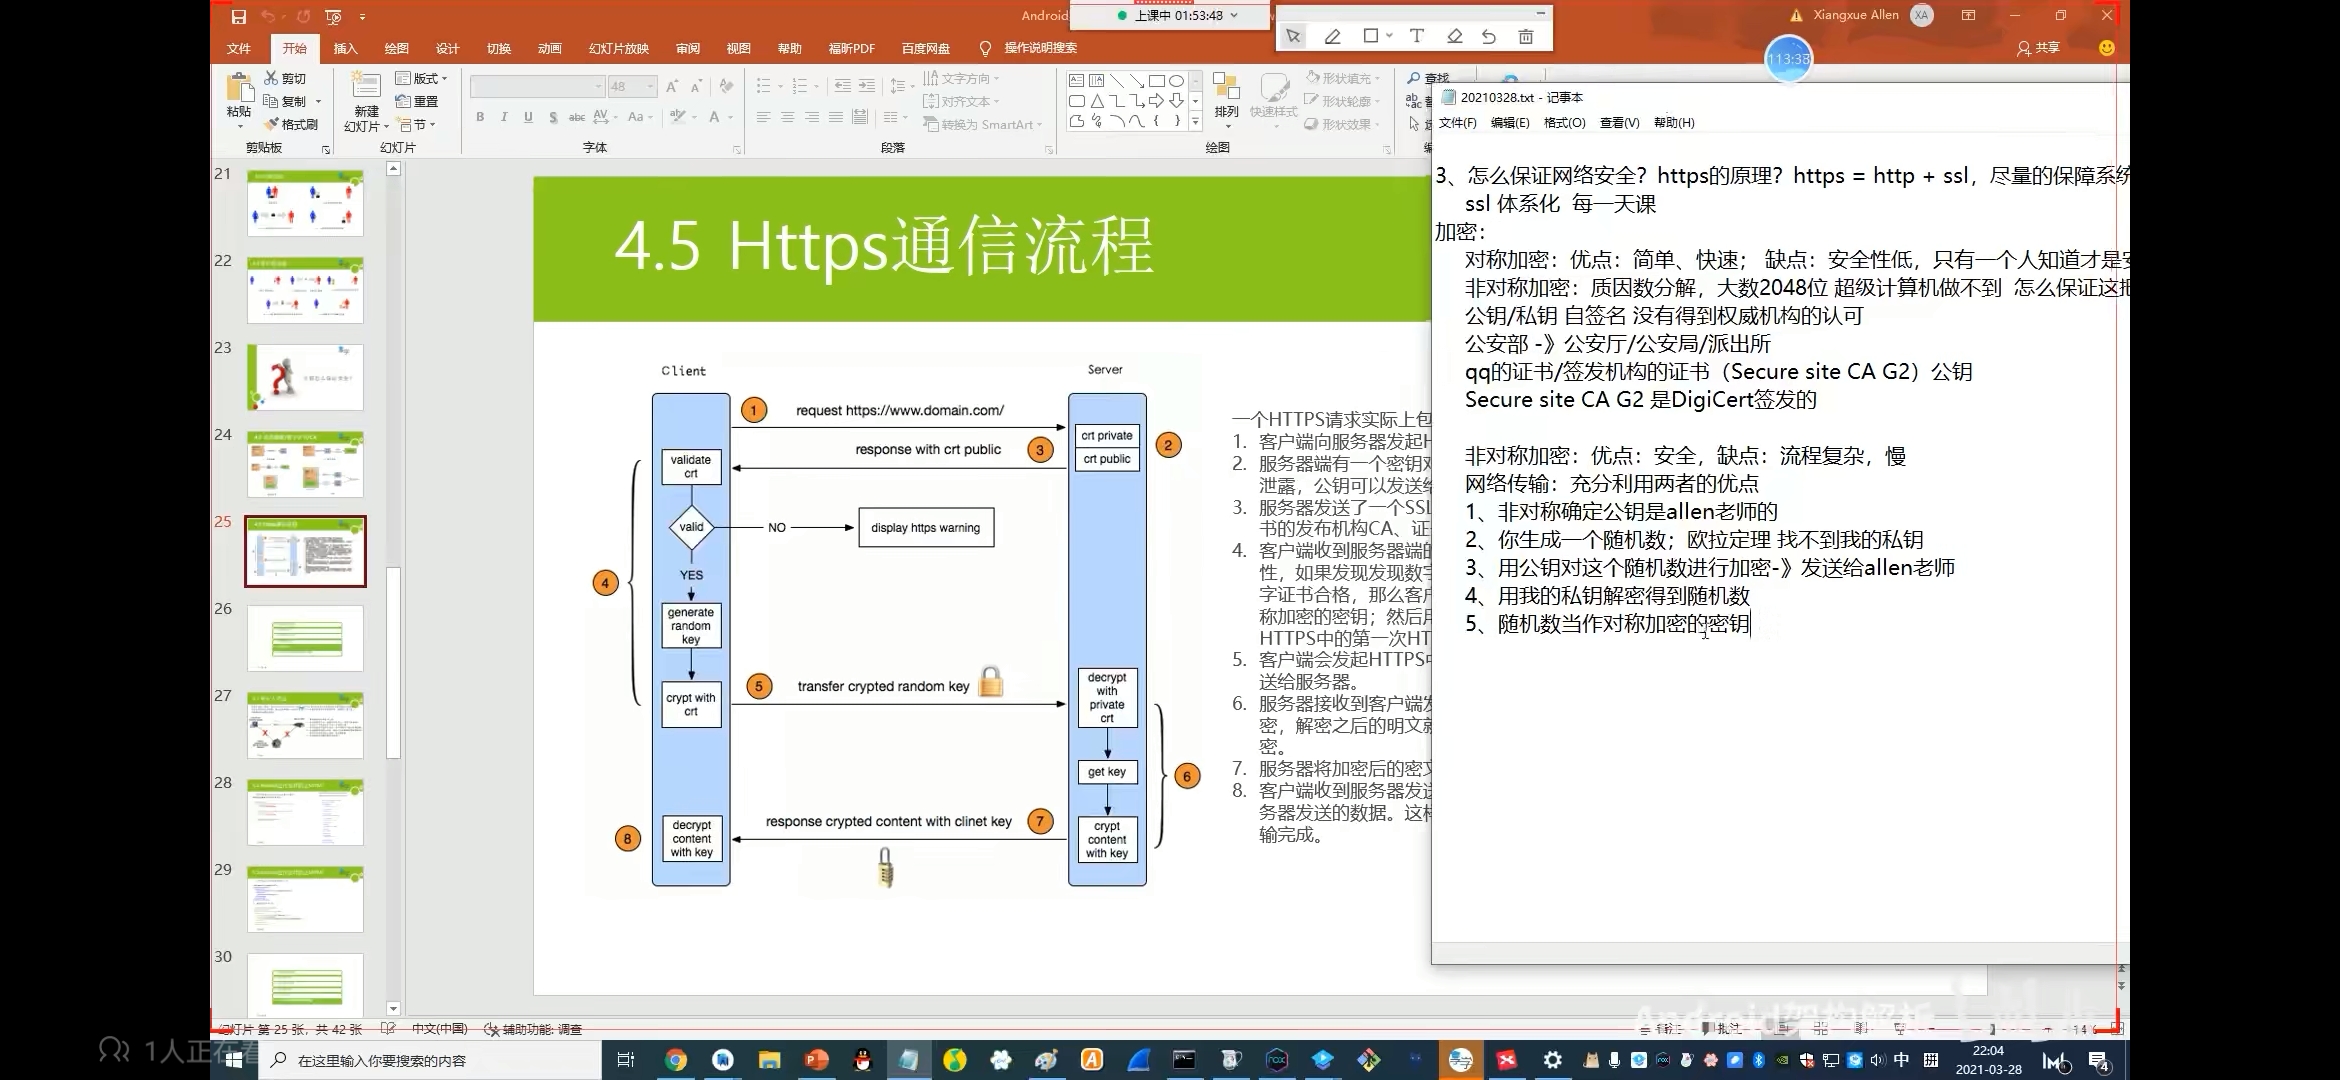 Android
上课中 01:53:48
Xiangxue Allen
XA
文件 开始 插入 绘图 设计 切换 动画 幻灯片放映 审阅 视图 帮助 福昕PDF 百度网盘 操作说明搜索
共享
113:38
粘贴
剪切
复制
格式刷
剪贴板
新建
幻灯片
版式
重置
节
幻灯片
48
字体
文字方向
对齐文本
转换为 SmartArt
段落
排列
快速样式
形状填充
形状轮廓
形状效果
绘图
查找
21
22
23
24
25
26
27
28
29
30
4.5 Https通信流程
Client
Server
1
request https://www.domain.com/
crt private
crt public
2
response with crt public
3
validate
crt
valid
NO
display https warning
YES
4
generate
random
key
crypt with
crt
5
transfer crypted random key
decrypt
with
private
crt
get key
6
crypt
content
with key
response crypted content with clinet key
7
8
decrypt
content
with key
一个HTTPS请求实际上包
1. 客户端向服务器发起H
2. 服务器端有一个密钥对
泄露，公钥可以发送给
3. 服务器发送了一个SSL
书的发布机构CA、证
4. 客户端收到服务器端的
性，如果发现发现数字
字证书合格，那么客户
称加密的密钥；然后用
HTTPS中的第一次HT
5. 客户端会发起HTTPS中
送给服务器。
6. 服务器接收到客户端发
密，解密之后的明文就
密。
7. 服务器将加密后的密文
8. 客户端收到服务器发送
务器发送的数据。这样
输完成。
20210328.txt - 记事本
文件(F) 编辑(E) 格式(O) 查看(V) 帮助(H)
3、怎么保证网络安全？https的原理？https = http + ssl，尽量的保障系统
ssl 体系化 每一天课
加密：
对称加密：优点：简单、快速； 缺点：安全性低，只有一个人知道才是安
非对称加密：质因数分解，大数2048位 超级计算机做不到 怎么保证这把
公钥/私钥 自签名 没有得到权威机构的认可
公安部 -》公安厅/公安局/派出所
qq的证书/签发机构的证书（Secure site CA G2）公钥
Secure site CA G2 是DigiCert签发的
非对称加密：优点：安全，缺点：流程复杂，慢
网络传输：充分利用两者的优点
1、非对称确定公钥是allen老师的
2、你生成一个随机数；欧拉定理 找不到我的私钥
3、用公钥对这个随机数进行加密-》发送给allen老师
4、用我的私钥解密得到随机数
5、随机数当作对称加密的密钥
Android架构解析
幻灯片 第 25 张，共 42 张 中文(中国) 辅助功能: 调查
批注
1人正在看
在这里输入你要搜索的内容
中
拼
22:04
2021-03-28
4